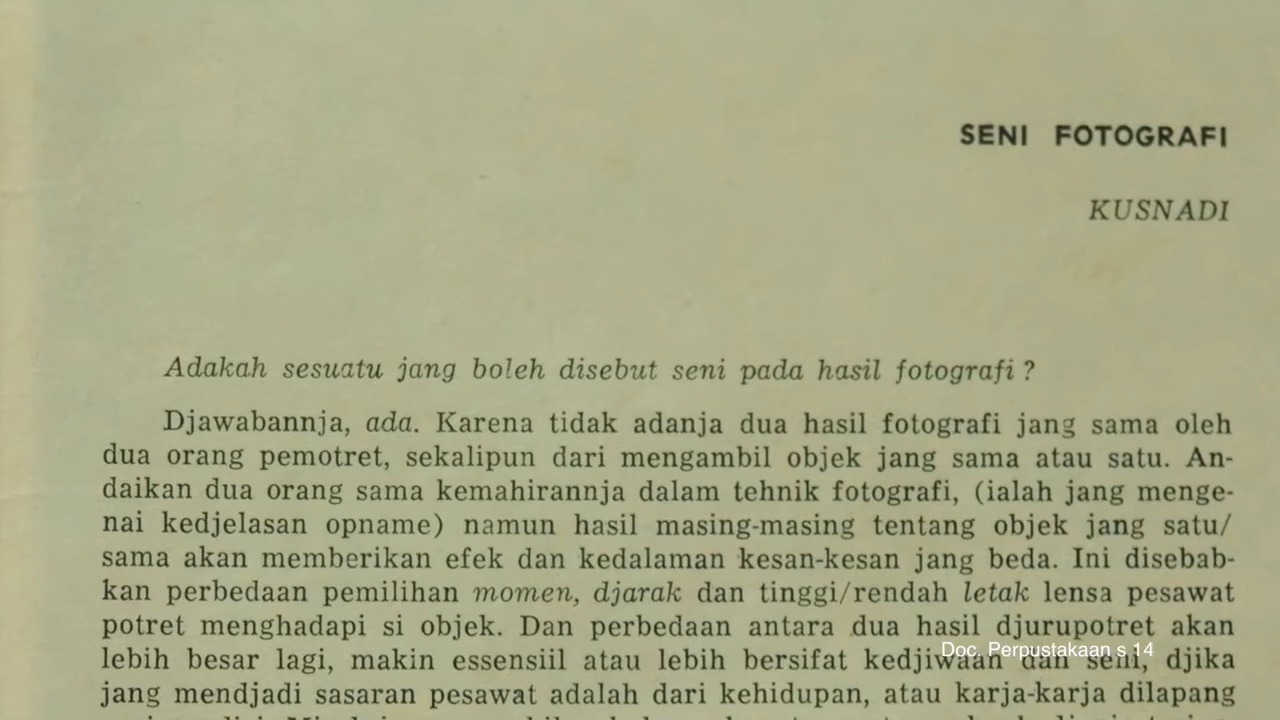 SENI FOTOGRAFI
KUSNADI
Adakah sesuatu jang boleh disebut seni pada hasil fotografi ?
Djawabannja, ada. Karena tidak adanja dua hasil fotografi jang sama oleh
dua orang pemotret, sekalipun dari mengambil objek jang sama atau satu. An-
daikan dua orang sama kemahirannja dalam tehnik fotografi, (ialah jang menge-
nai kedjelasan opname) namun hasil masing-masing tentang objek jang satu/
sama akan memberikan efek dan kedalaman kesan-kesan jang beda. Ini disebab-
kan perbedaan pemilihan momen, djarak dan tinggi/rendah letak lensa pesawat
potret menghadapi si objek. Dan perbedaan antara dua hasil djurupotret akan
Doc. Perpustakaan s 14
lebih besar lagi, makin essensiil atau lebih bersifat kedjiwaan dan seni, djika
jang mendjadi sasaran pesawat adalah dari kehidupan, atau karja-karja dilapang